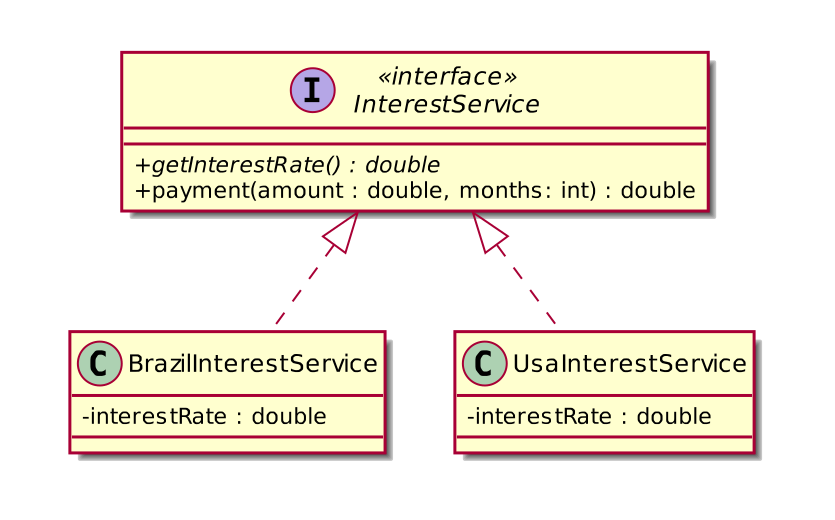 I
«interface»
InterestService
+getInterestRate() : double
+payment(amount : double, months: int) : double
C BrazilInterestService
-interestRate : double
C UsaInterestService
-interestRate : double